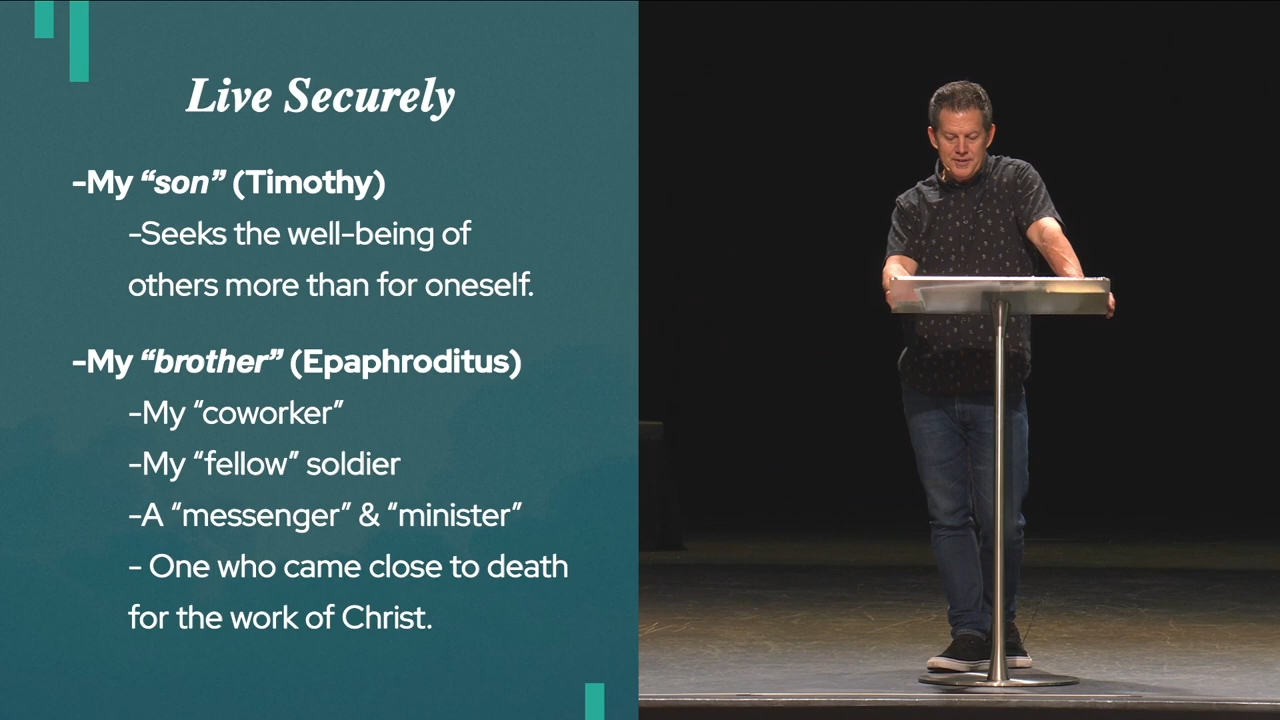 Live Securely
-My “son” (Timothy)
-Seeks the well-being of
others more than for oneself.
-My “brother” (Epaphroditus)
-My “coworker”
-My “fellow” soldier
-A “messenger” & “minister”
- One who came close to death
for the work of Christ.